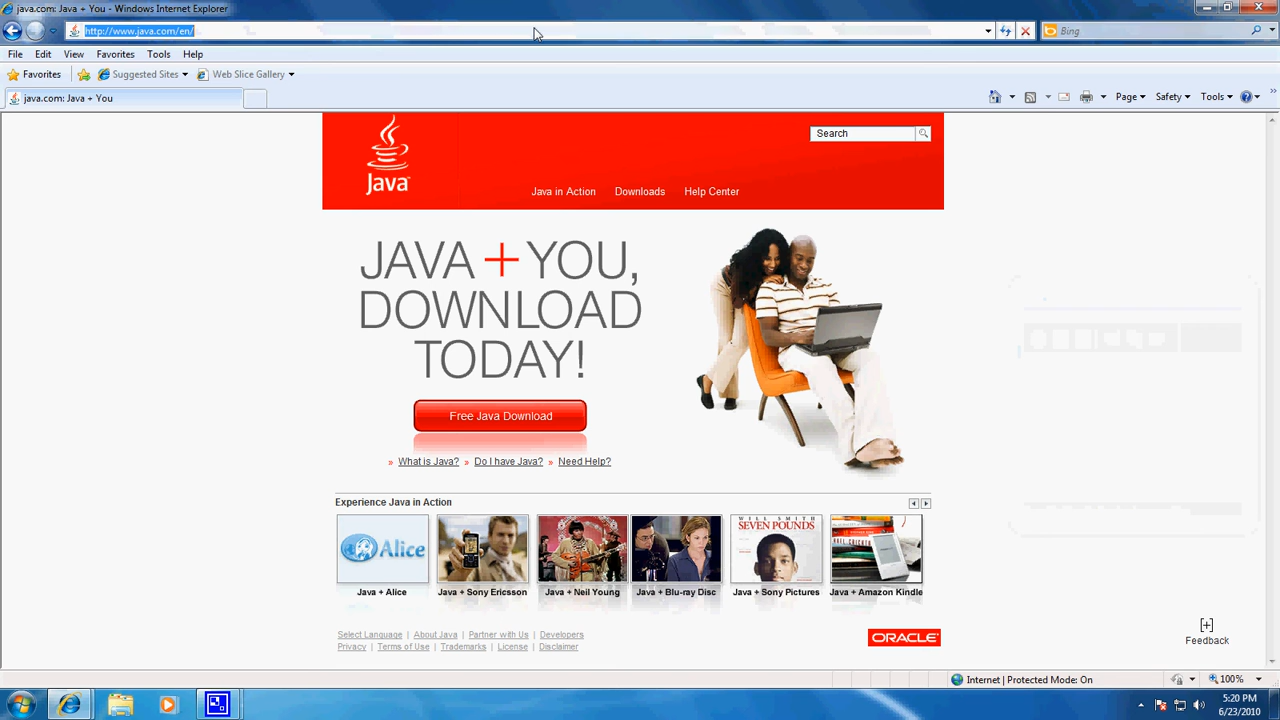 java.com: Java + You - Windows Internet Explorer
http://www.java.com/en/
Bing
File Edit View Favorites Tools Help
Favorites Suggested Sites Web Slice Gallery
java.com: Java + You
Page Safety Tools
Java
Search
Java in Action Downloads Help Center
JAVA + YOU,
DOWNLOAD
TODAY!
Free Java Download
» What is Java? » Do I have Java? » Need Help?
Experience Java in Action
Alice
WILL SMITH
SEVEN POUNDS
Java + Alice Java + Sony Ericsson Java + Neil Young Java + Blu-ray Disc Java + Sony Pictures Java + Amazon Kindle
Select Language | About Java | Partner with Us | Developers
Privacy | Terms of Use | Trademarks | License | Disclaimer
ORACLE
[+]
Feedback
Internet | Protected Mode: On
100%
5:20 PM
6/23/2010